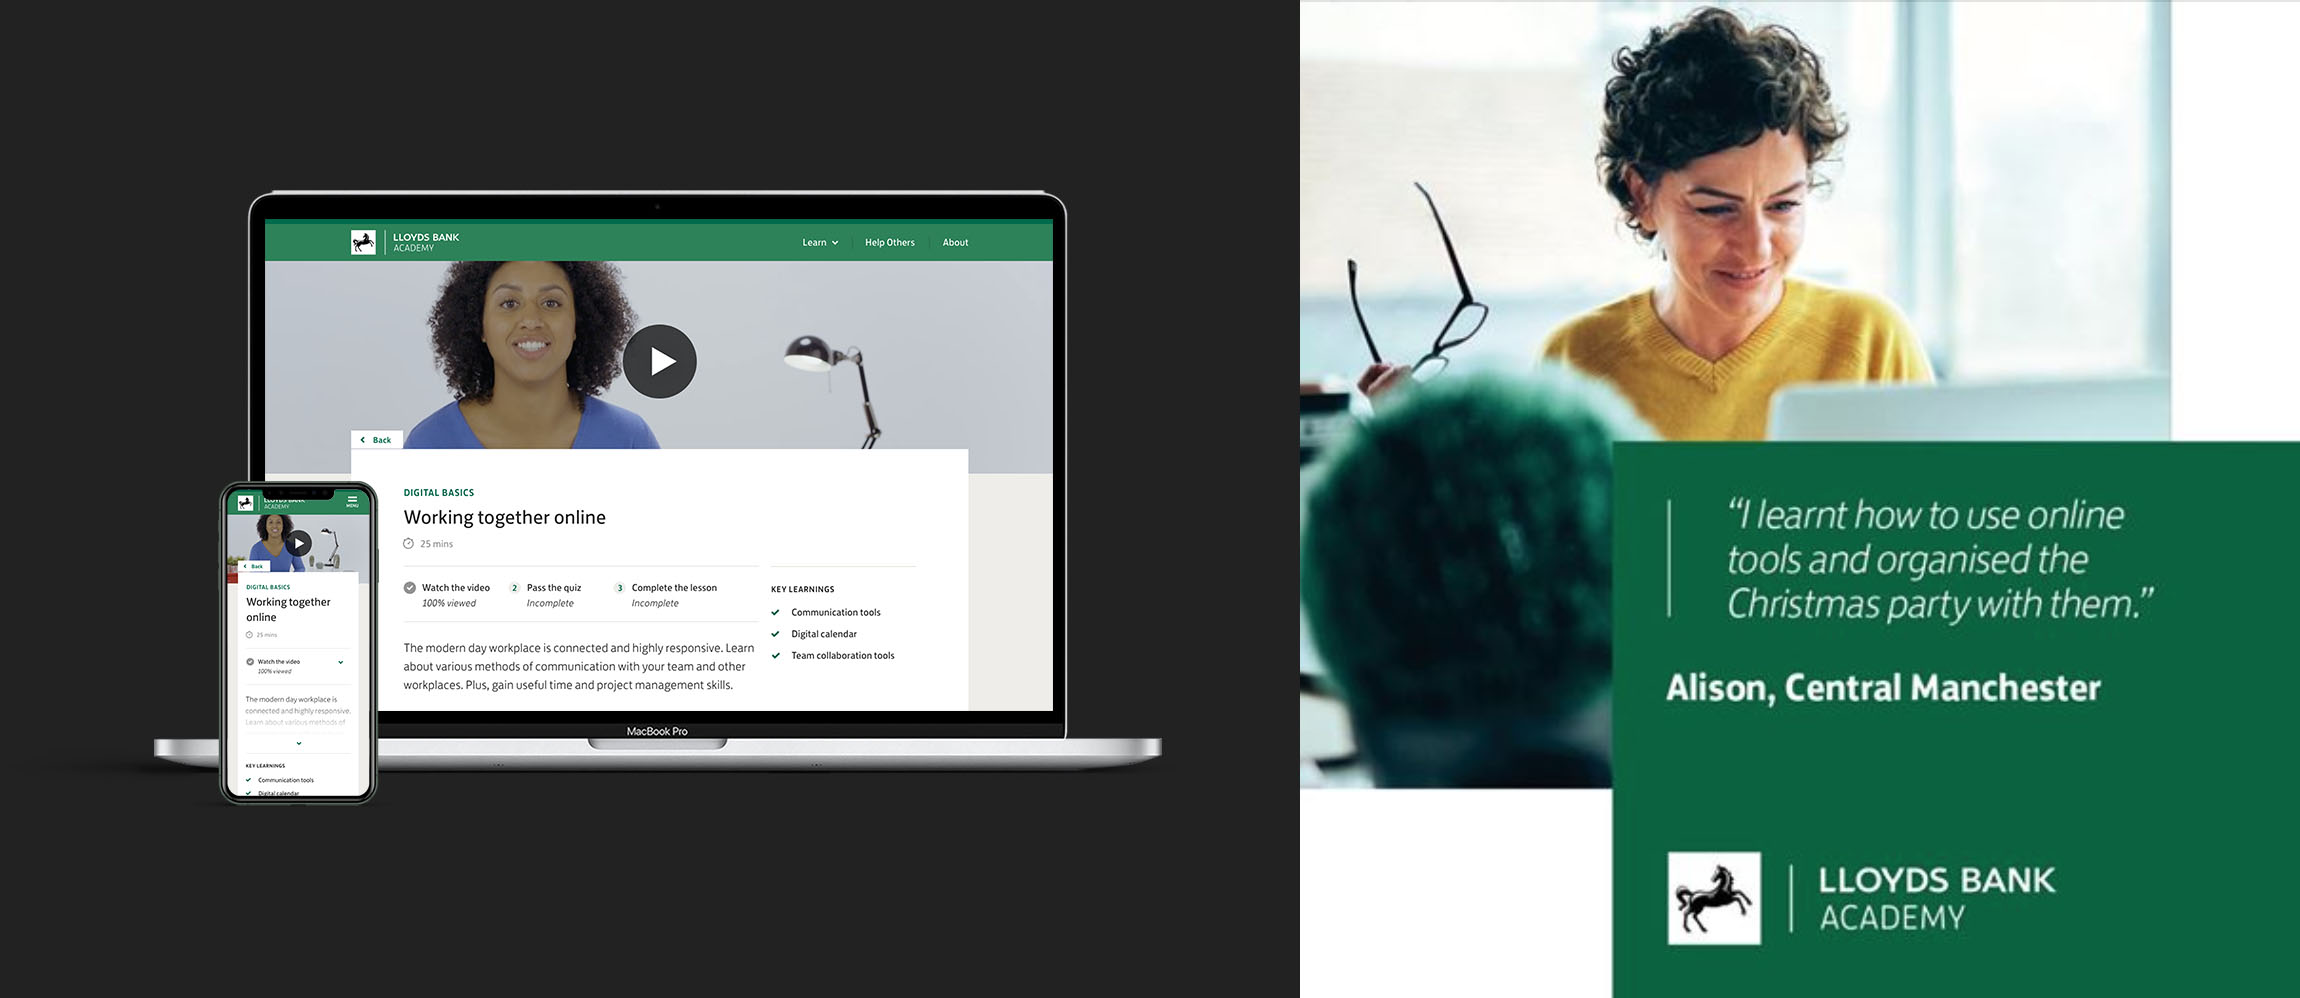 LLOYDS BANK
ACADEMY
Learn
Help Others
About
Back
DIGITAL BASICS
Working together online
25 mins
Watch the video
100% viewed
2 Pass the quiz
Incomplete
3 Complete the lesson
Incomplete
The modern day workplace is connected and highly responsive. Learn
about various methods of communication with your team and other
workplaces. Plus, gain useful time and project management skills.
KEY LEARNINGS
Communication tools
Digital calendar
Team collaboration tools
MacBook Pro
LLOYDS BANK
ACADEMY
MENU
Back
DIGITAL BASICS
Working together
online
25 mins
Watch the video
100% viewed
The modern day workplace is
connected and highly responsive.
Learn about various methods of
KEY LEARNINGS
Communication tools
Digital calendar
“I learnt how to use online
tools and organised the
Christmas party with them.”
Alison, Central Manchester
LLOYDS BANK
ACADEMY